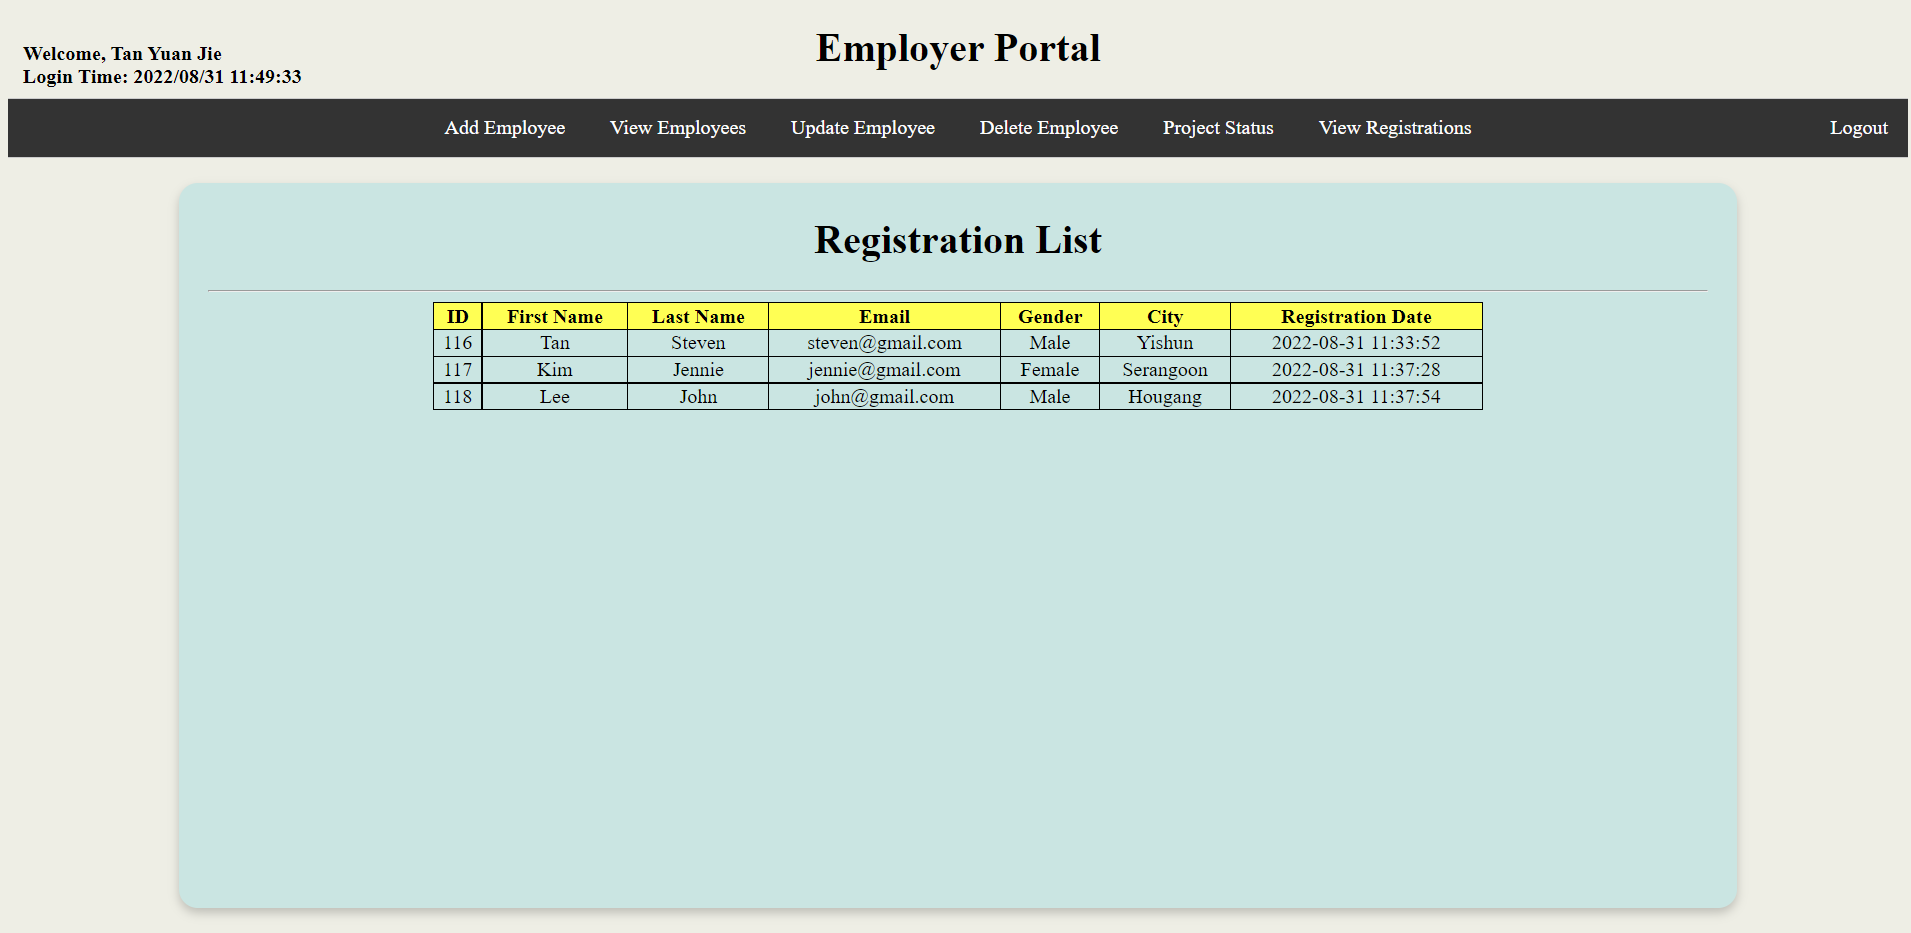 Employer Portal
Welcome, Tan Yuan Jie
Login Time: 2022/08/31 11:49:33
Add Employee View Employees Update Employee Delete Employee Project Status View Registrations Logout
Registration List
ID First Name Last Name Email Gender City Registration Date
116 Tan Steven steven@gmail.com Male Yishun 2022-08-31 11:33:52
117 Kim Jennie jennie@gmail.com Female Serangoon 2022-08-31 11:37:28
118 Lee John john@gmail.com Male Hougang 2022-08-31 11:37:54